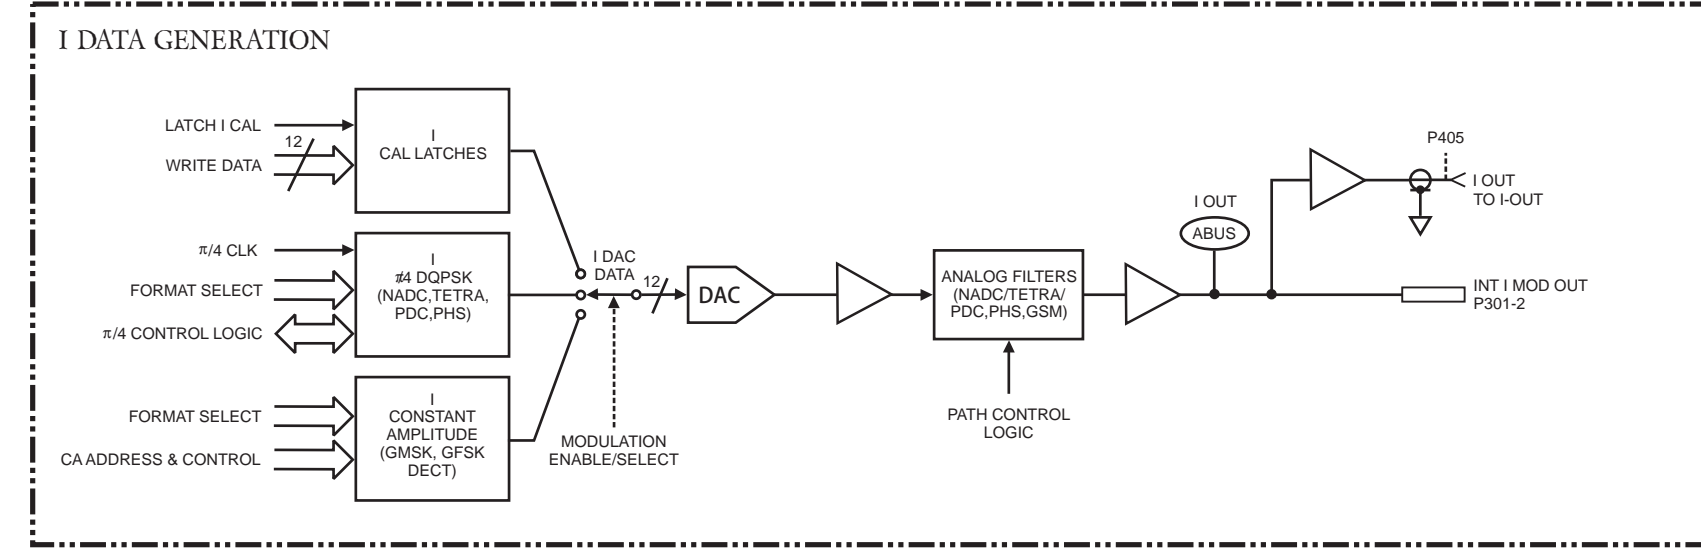 I DATA GENERATION
LATCH I CAL
12
WRITE DATA
I
CAL LATCHES
π/4 CLK
FORMAT SELECT
π/4 CONTROL LOGIC
I
π/4 DQPSK
(NADC,TETRA,
PDC,PHS)
FORMAT SELECT
CA ADDRESS & CONTROL
I
CONSTANT
AMPLITUDE
(GMSK, GFSK
DECT)
I DAC
DATA
12
MODULATION
ENABLE/SELECT
DAC
ANALOG FILTERS
(NADC/TETRA/
PDC,PHS,GSM)
PATH CONTROL
LOGIC
I OUT
ABUS
P405
I OUT
TO I-OUT
INT I MOD OUT
P301-2